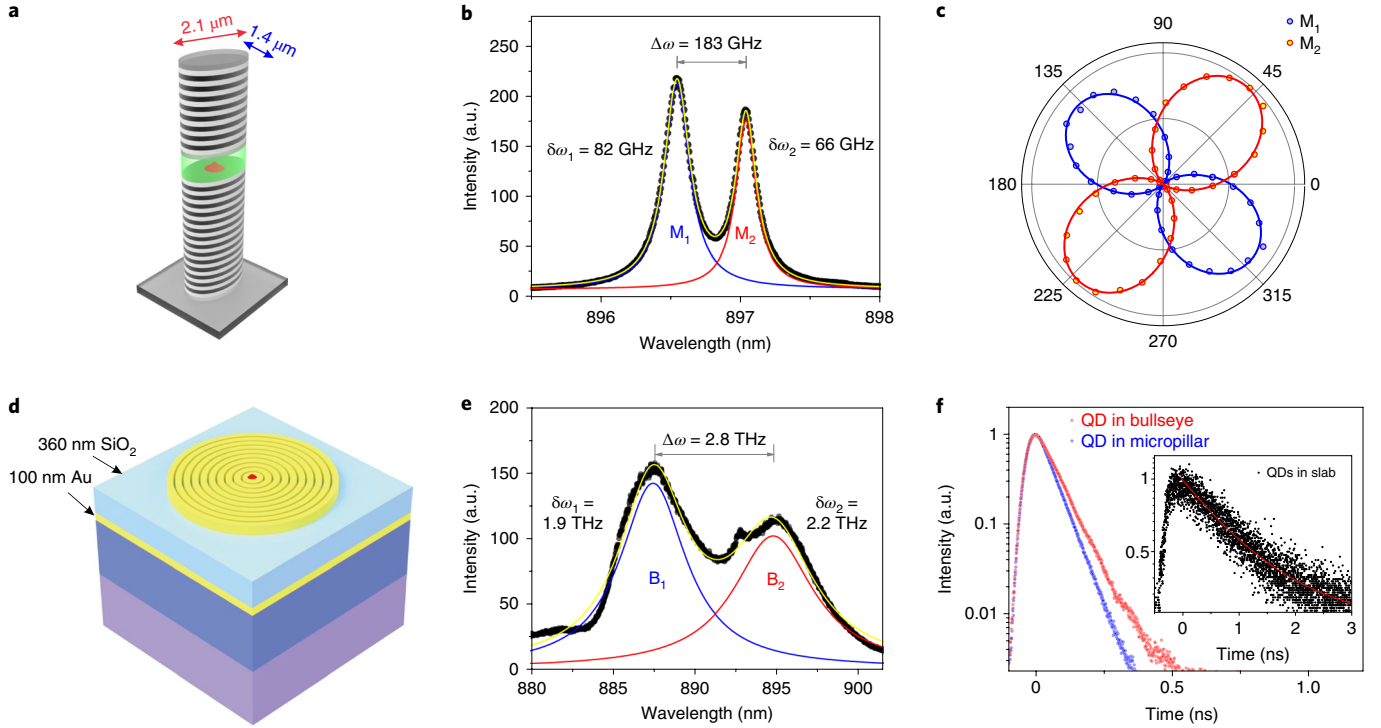 a
2.1 μm
1.4 μm
b
Δω = 183 GHz
δω1 = 82 GHz
δω2 = 66 GHz
M1
M2
Intensity (a.u.)
250
200
150
100
50
0
896
897
898
Wavelength (nm)
c
M1
M2
90
45
0
315
270
225
180
135
d
360 nm SiO2
100 nm Au
e
Δω = 2.8 THz
δω1 =
1.9 THz
δω2 =
2.2 THz
B1
B2
Intensity (a.u.)
200
150
100
50
0
880
885
890
895
900
Wavelength (nm)
f
QD in bullseye
QD in micropillar
Intensity (a.u.)
1
0.1
0.01
0
0.5
1.0
Time (ns)
QDs in slab
1
0.5
0
1
2
3
Time (ns)